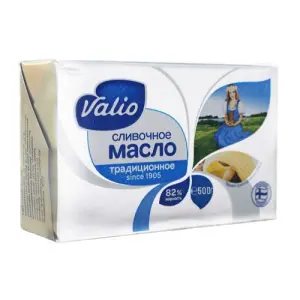 Valio
СЛИВОЧНОЕ
МАСЛО
ТРАДИЦИОННОЕ
since 1905
82%
жирность
℮500г